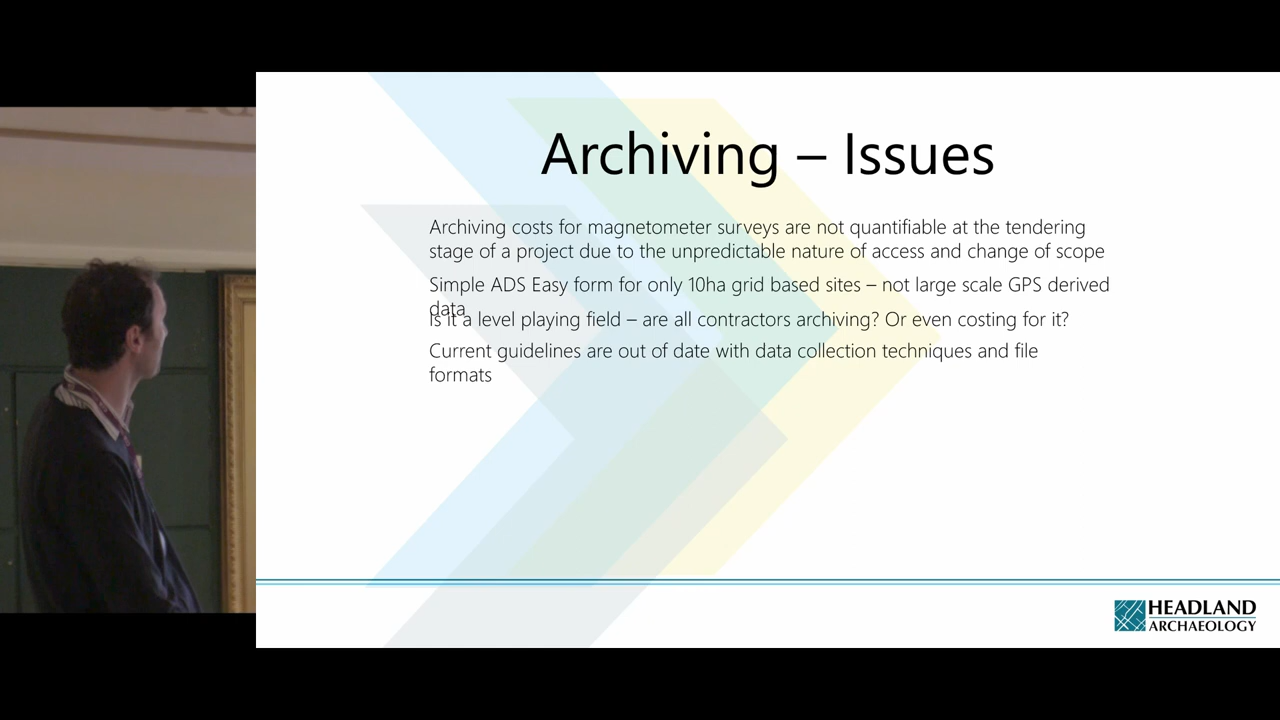 Archiving – Issues
Archiving costs for magnetometer surveys are not quantifiable at the tendering
stage of a project due to the unpredictable nature of access and change of scope
Simple ADS Easy form for only 10ha grid based sites – not large scale GPS derived
data
Is it a level playing field – are all contractors archiving? Or even costing for it?
Current guidelines are out of date with data collection techniques and file
formats
HEADLAND
ARCHAEOLOGY